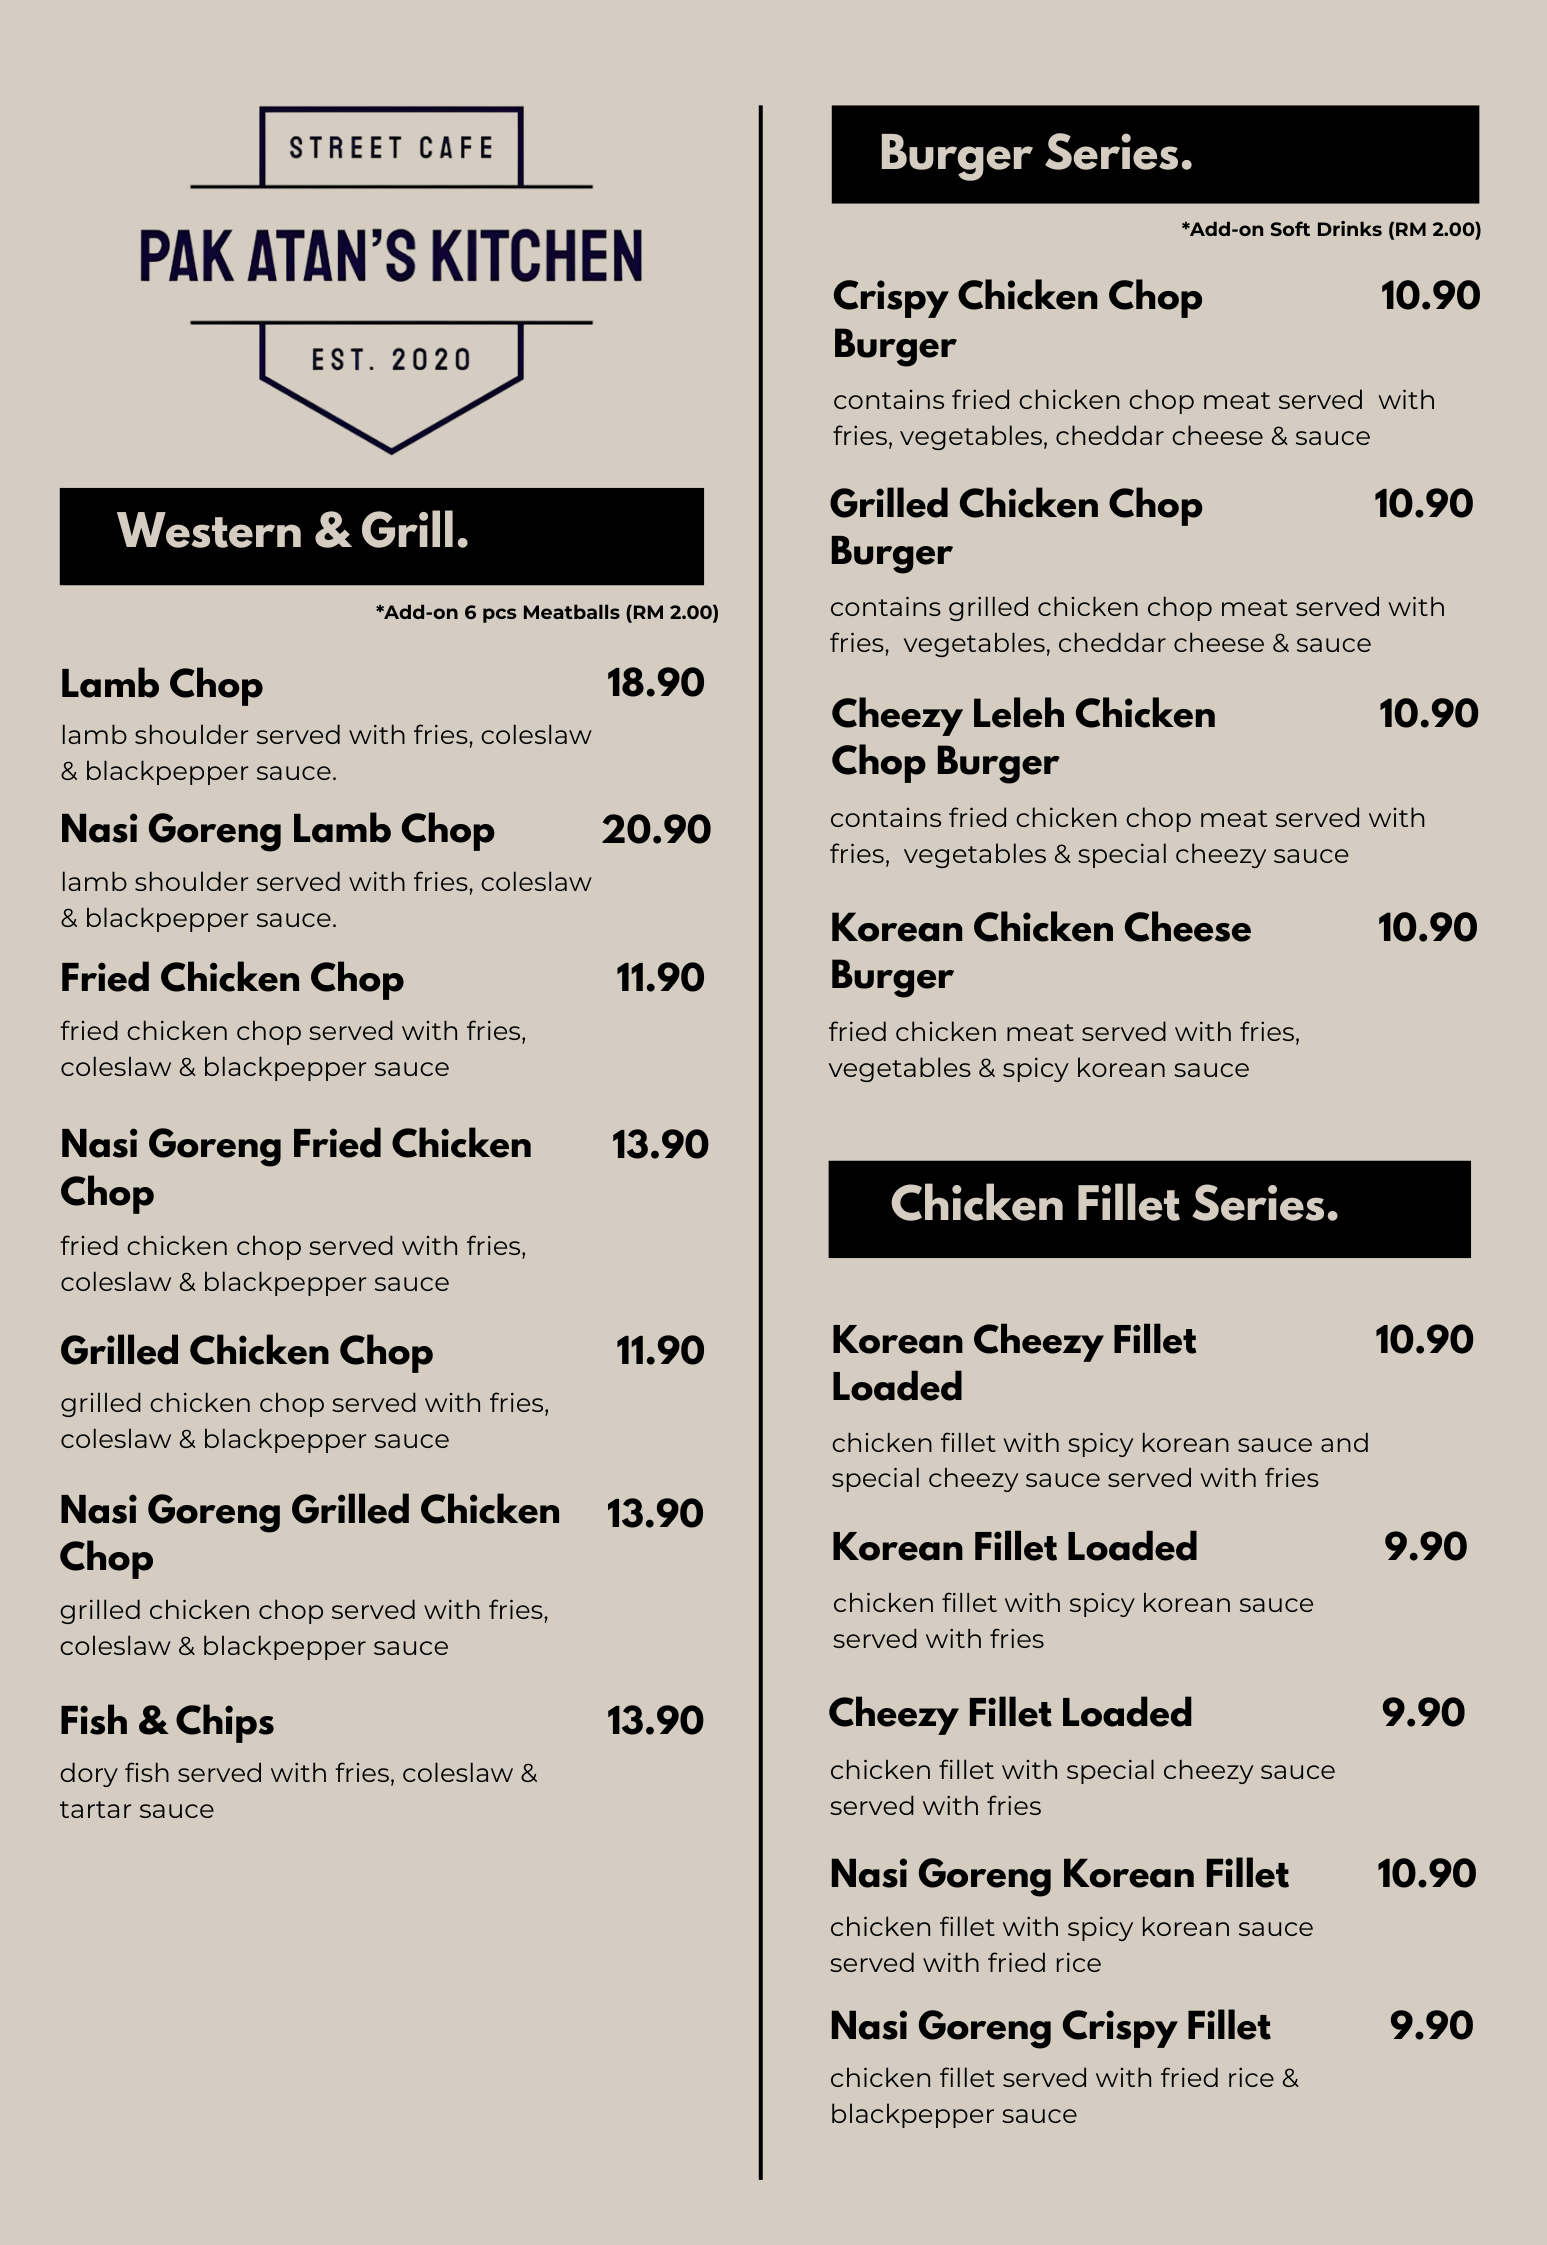 STREET CAFE
PAK ATAN'S KITCHEN
EST. 2020
Western & Grill.
*Add-on 6 pcs Meatballs (RM 2.00)
Lamb Chop 18.90
lamb shoulder served with fries, coleslaw
& blackpepper sauce.
Nasi Goreng Lamb Chop 20.90
lamb shoulder served with fries, coleslaw
& blackpepper sauce.
Fried Chicken Chop 11.90
fried chicken chop served with fries,
coleslaw & blackpepper sauce
Nasi Goreng Fried Chicken 13.90
Chop
fried chicken chop served with fries,
coleslaw & blackpepper sauce
Grilled Chicken Chop 11.90
grilled chicken chop served with fries,
coleslaw & blackpepper sauce
Nasi Goreng Grilled Chicken 13.90
Chop
grilled chicken chop served with fries,
coleslaw & blackpepper sauce
Fish & Chips 13.90
dory fish served with fries, coleslaw &
tartar sauce
Burger Series.
*Add-on Soft Drinks (RM 2.00)
Crispy Chicken Chop 10.90
Burger
contains fried chicken chop meat served with
fries, vegetables, cheddar cheese & sauce
Grilled Chicken Chop 10.90
Burger
contains grilled chicken chop meat served with
fries, vegetables, cheddar cheese & sauce
Cheezy Leleh Chicken 10.90
Chop Burger
contains fried chicken chop meat served with
fries, vegetables & special cheezy sauce
Korean Chicken Cheese 10.90
Burger
fried chicken meat served with fries,
vegetables & spicy korean sauce
Chicken Fillet Series.
Korean Cheezy Fillet 10.90
Loaded
chicken fillet with spicy korean sauce and
special cheezy sauce served with fries
Korean Fillet Loaded 9.90
chicken fillet with spicy korean sauce
served with fries
Cheezy Fillet Loaded 9.90
chicken fillet with special cheezy sauce
served with fries
Nasi Goreng Korean Fillet 10.90
chicken fillet with spicy korean sauce
served with fried rice
Nasi Goreng Crispy Fillet 9.90
chicken fillet served with fried rice &
blackpepper sauce